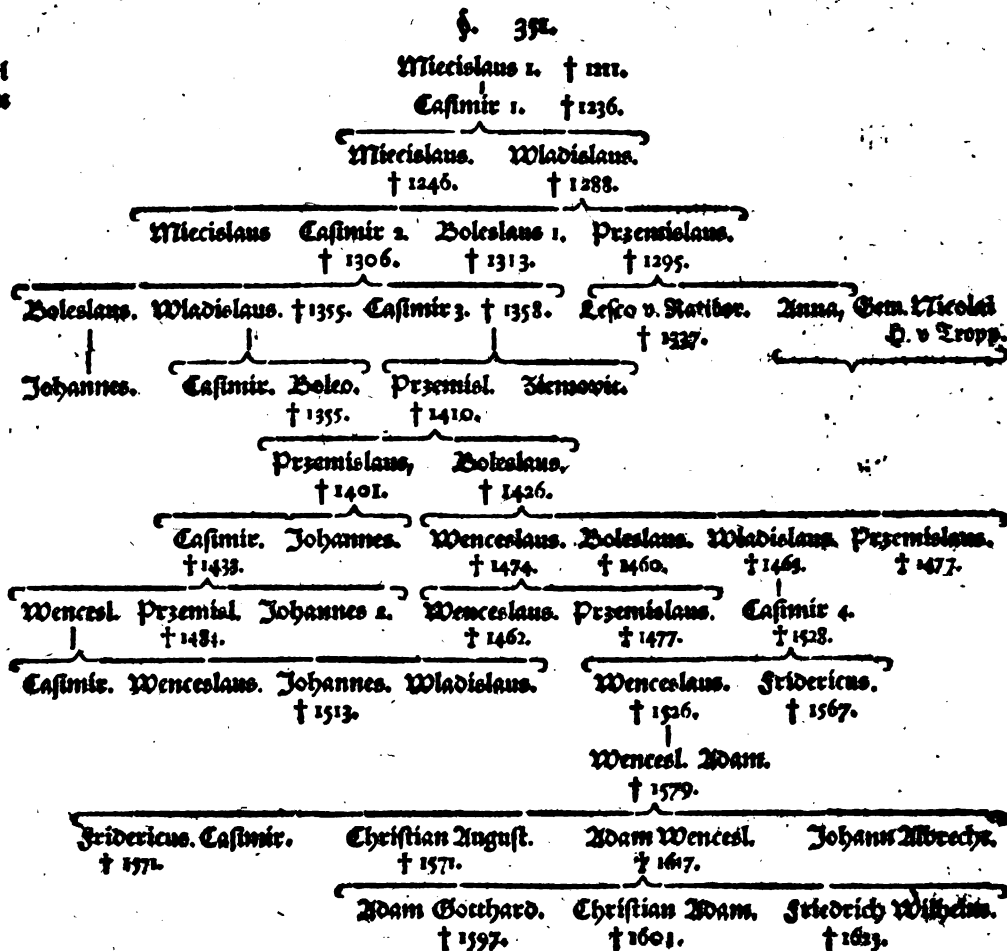 §. 351.
Miecislaus 1. † 1211.
Casimir 1. † 1236.
Miecislaus. Wladislaus.
† 1246. † 1288.
Miecislaus Casimir 2. Boleslaus 1. Przemislaus.
† 1306. † 1313. † 1295.
Boleslaus. Wladislaus. † 1355. Casimir 3. † 1358. Lesco v. Ratibor. Anna, Gem. Nicolai
† 1337. H. v Tropp.
Johannes. Casimir. Boleo. Przemisl. Ziemovit.
† 1355. † 1410.
Przemislaus, Boleslaus,
† 1401. † 1426.
Casimir. Johannes. Wenceslaus. Boleslaus. Wladislaus. Przemislaus.
† 1433. † 1474. † 1460. † 1469. † 1477.
Wencesl. Przemisl. Johannes 2. Wenceslaus. Przemislaus. Casimir 4.
† 1484. † 1462. † 1477. † 1528.
Casimir. Wenceslaus. Johannes. Wladislaus. Wenceslaus. Fridericus.
† 1513. † 1526. † 1567.
Wencesl. Adam.
† 1579.
Fridericus. Casimir. Christian August. Adam Wencesl. Johann Albrecht.
† 1571. † 1571. † 1617.
Adam Gotthard. Christian Adam. Friedrich Wilhelm.
† 1597. † 1601. † 1623.